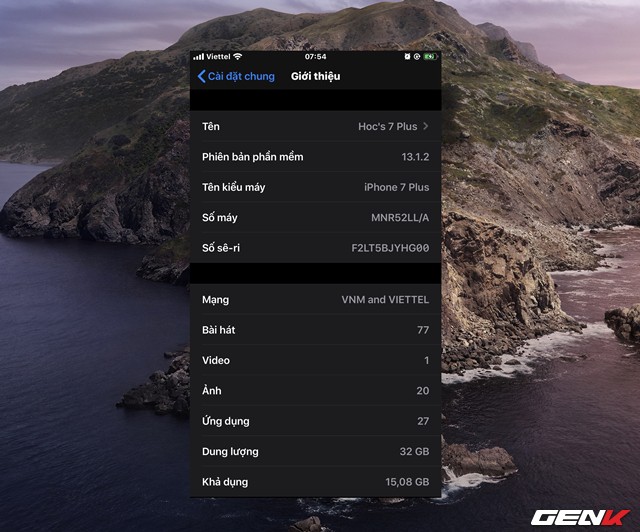 Viettel 07:54
Cài đặt chung Giới thiệu
Tên Hoc's 7 Plus
Phiên bản phần mềm 13.1.2
Tên kiểu máy iPhone 7 Plus
Số máy MNR52LL/A
Số sê-ri F2LT5BJYHG00
Mạng VNM and VIETTEL
Bài hát 77
Video 1
Ảnh 20
Ứng dụng 27
Dung lượng 32 GB
Khả dụng 15,08 GB
GENK